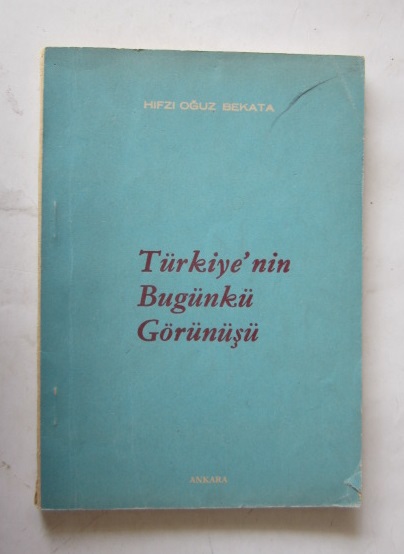 HIFZI OĞUZ BEKATA
Türkiye'nin
Bugünkü
Görünüşü
ANKARA